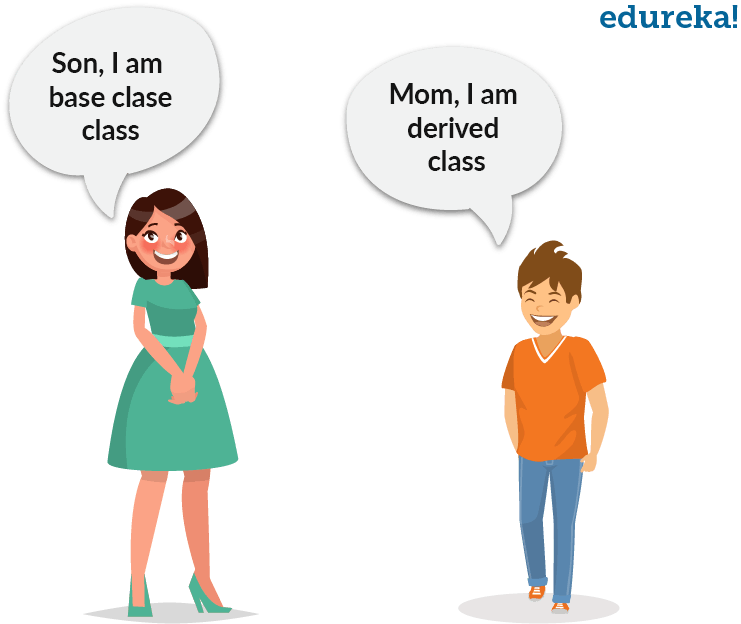 edureka!
Son, I am
base clase
class
Mom, I am
derived
class